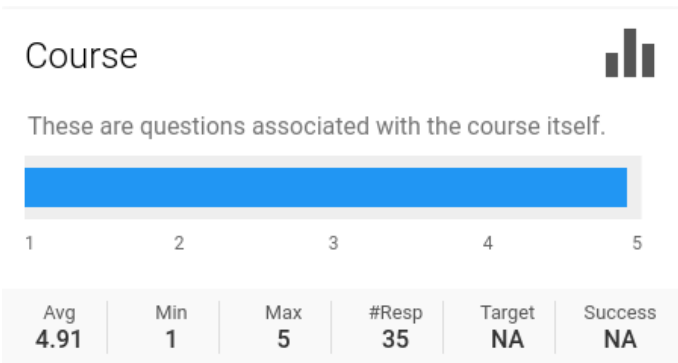 Course
These are questions associated with the course itself.
1 2 3 4 5
Avg Min Max #Resp Target Success
4.91 1 5 35 NA NA